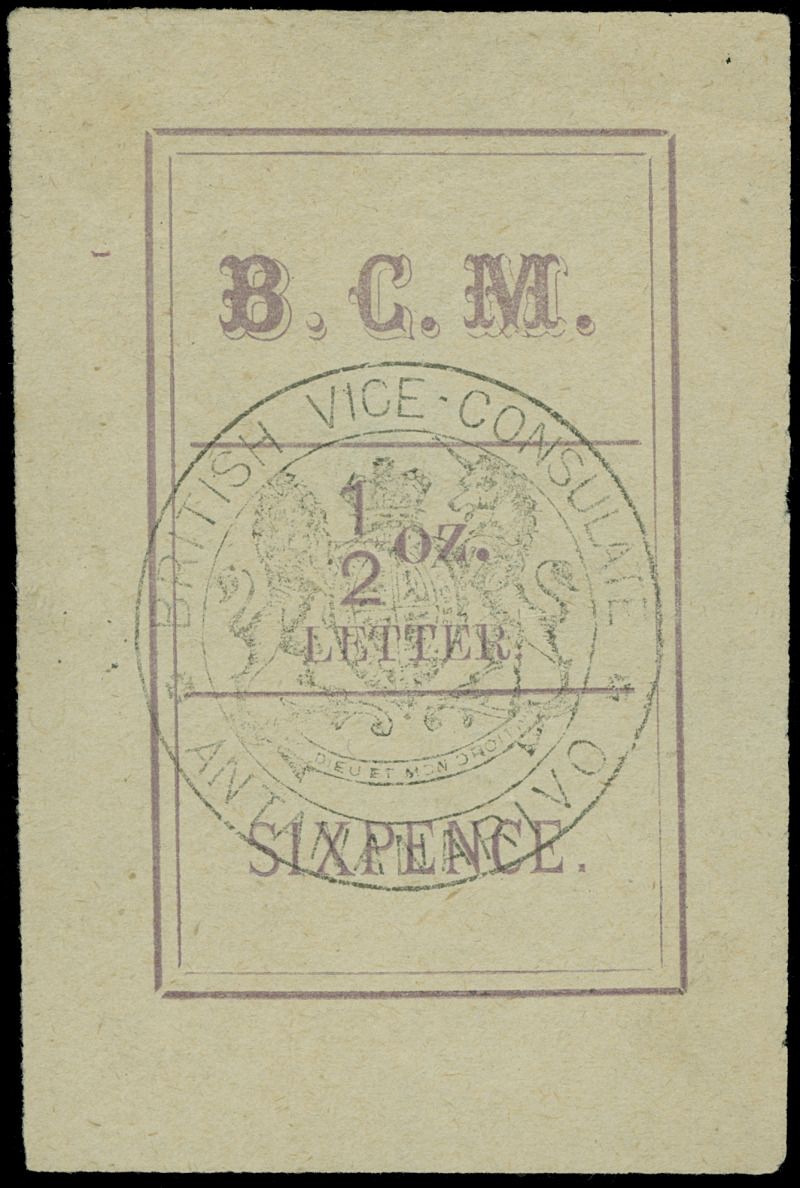 B. C. M.
BRITISH VICE-CONSULATE
1/2 oz.
LETTER
DIEU ET MON DROIT
SIXPENCE.
ANTANANARIVO